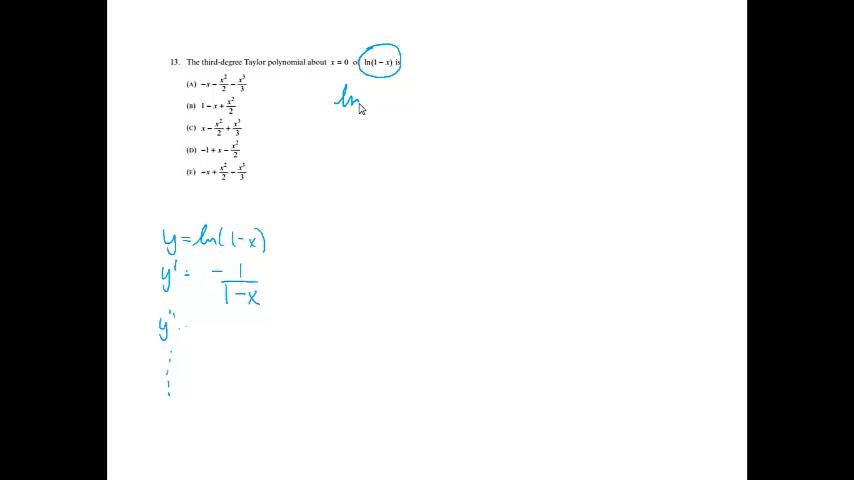 13. The third-degree Taylor polynomial about x = 0 of ln(1 − x) is
(A) −x − x²/2 − x³/3
(B) 1 − x + x²/2
(C) x − x²/2 + x³/3
(D) −1 + x − x²/2
(E) −x + x²/2 − x³/3
ln
y = ln(1-x)
y' = - 1/(1-x)
y''